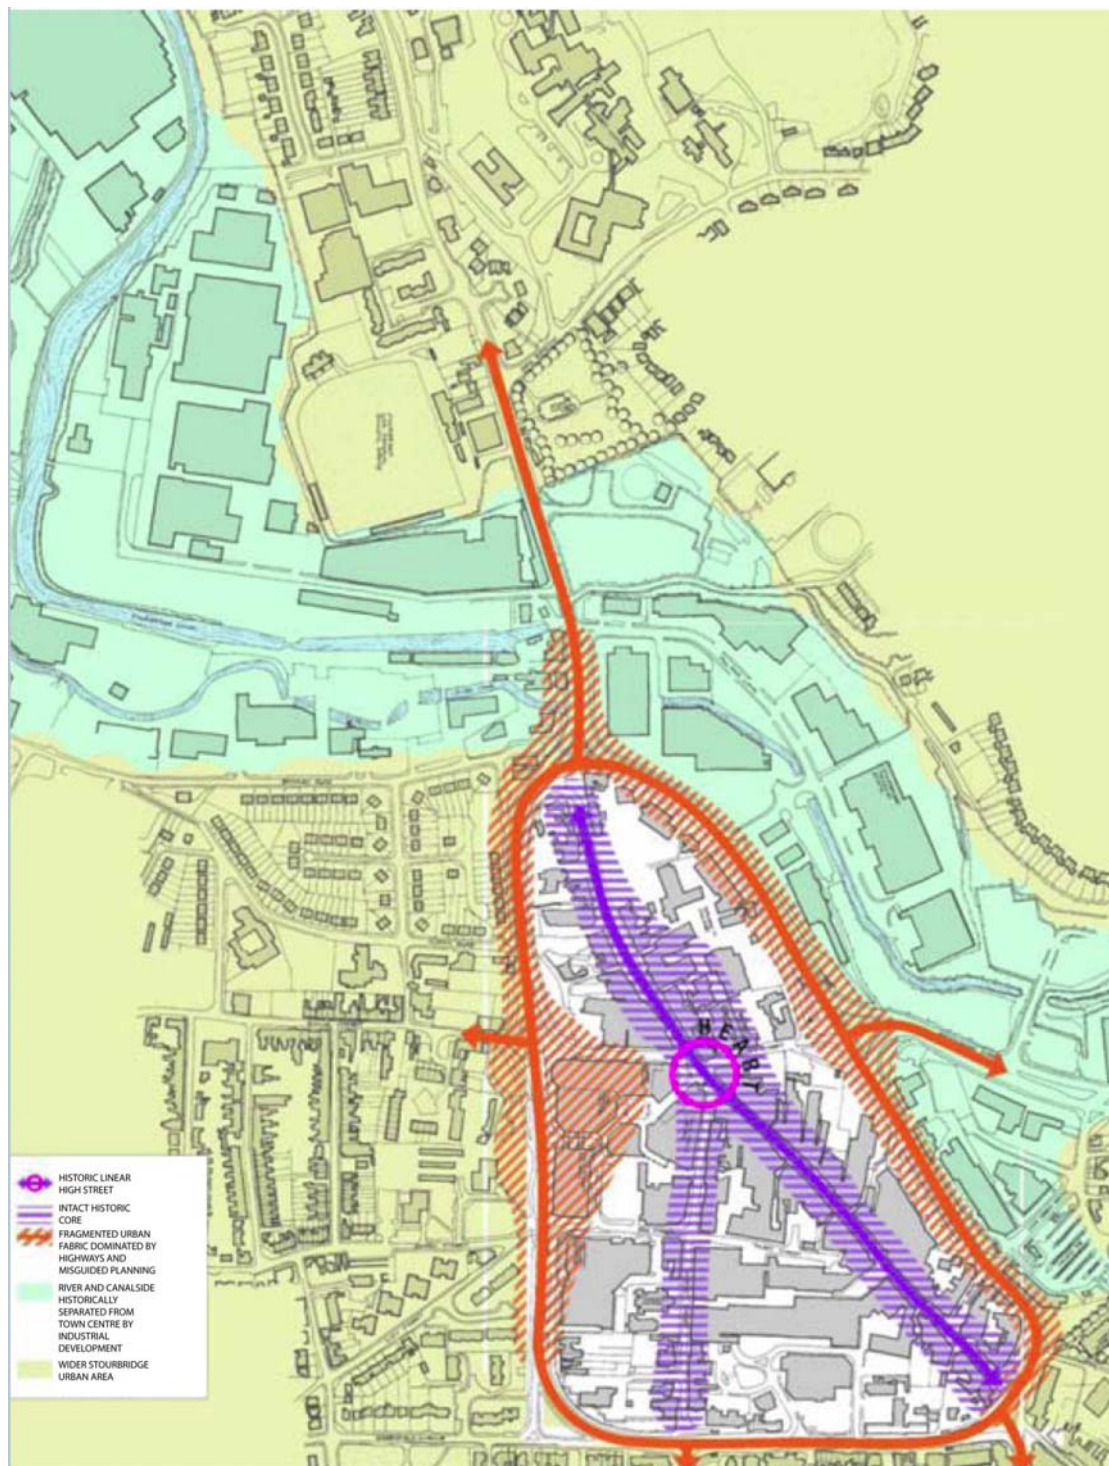 HEART
HISTORIC LINEAR
HIGH STREET
INTACT HISTORIC
CORE
FRAGMENTED URBAN
FABRIC DOMINATED BY
HIGHWAYS AND
MISGUIDED PLANNING
RIVER AND CANALSIDE
HISTORICALLY
SEPARATED FROM
TOWN CENTRE BY
INDUSTRIAL
DEVELOPMENT
WIDER STOURBRIDGE
URBAN AREA